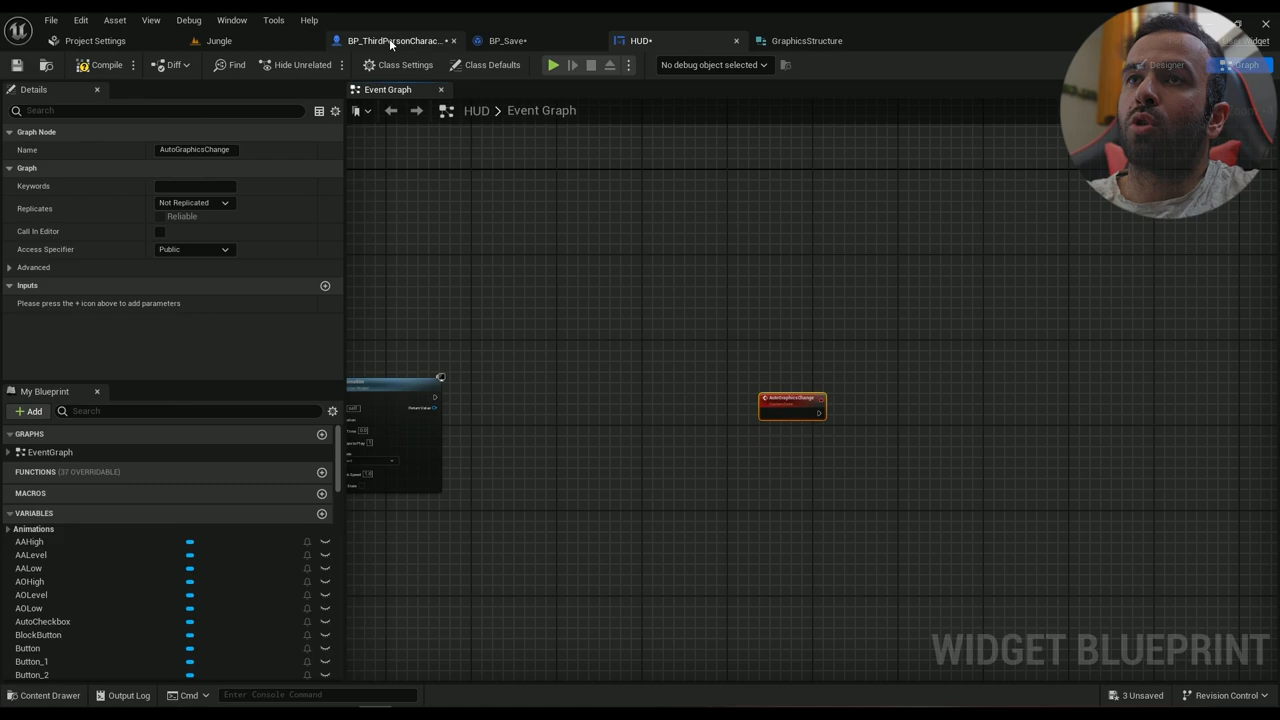 File Edit Asset View Debug Window Tools Help
Project Settings Jungle BP_ThirdPersonCharac... • BP_Save• HUD• GraphicsStructure
Compile Diff Find Hide Unrelated Class Settings Class Defaults No debug object selected Designer Graph
Details Event Graph
Search
HUD > Event Graph
Graph Node
Name AutoGraphicsChange
Graph
Keywords
Replicates Not Replicated
Reliable
Call In Editor
Access Specifier Public
Advanced
Inputs
Please press the + icon above to add parameters
My Blueprint
+ Add Search
GRAPHS
EventGraph
FUNCTIONS (37 OVERRIDABLE)
MACROS
VARIABLES
Animations
AAHigh
AALevel
AALow
AOHigh
AOLevel
AOLow
AutoCheckbox
BlockButton
Button
Button_1
Button_2
Return Value
AutoGraphicsChange
WIDGET BLUEPRINT
Content Drawer Output Log Cmd Enter Console Command 3 Unsaved Revision Control